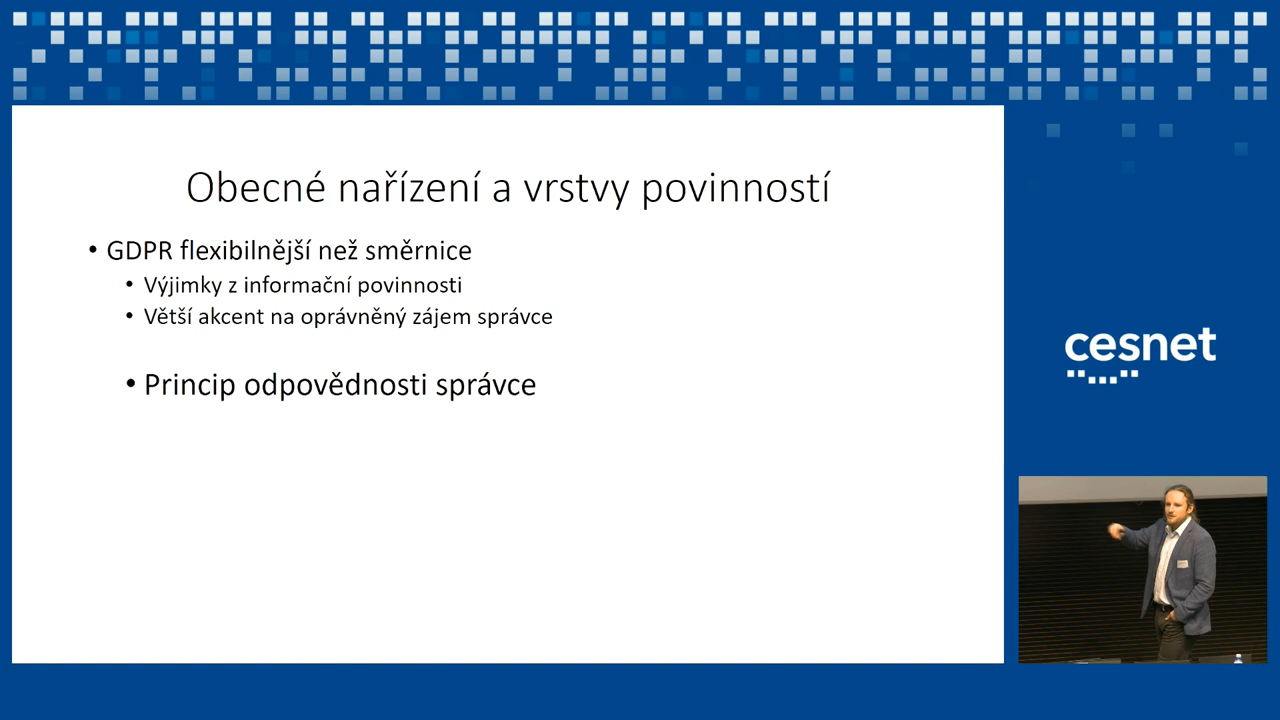 Obecné nařízení a vrstvy povinností
• GDPR flexibilnější než směrnice
• Výjimky z informační povinnosti
• Větší akcent na oprávněný zájem správce
• Princip odpovědnosti správce
cesnet